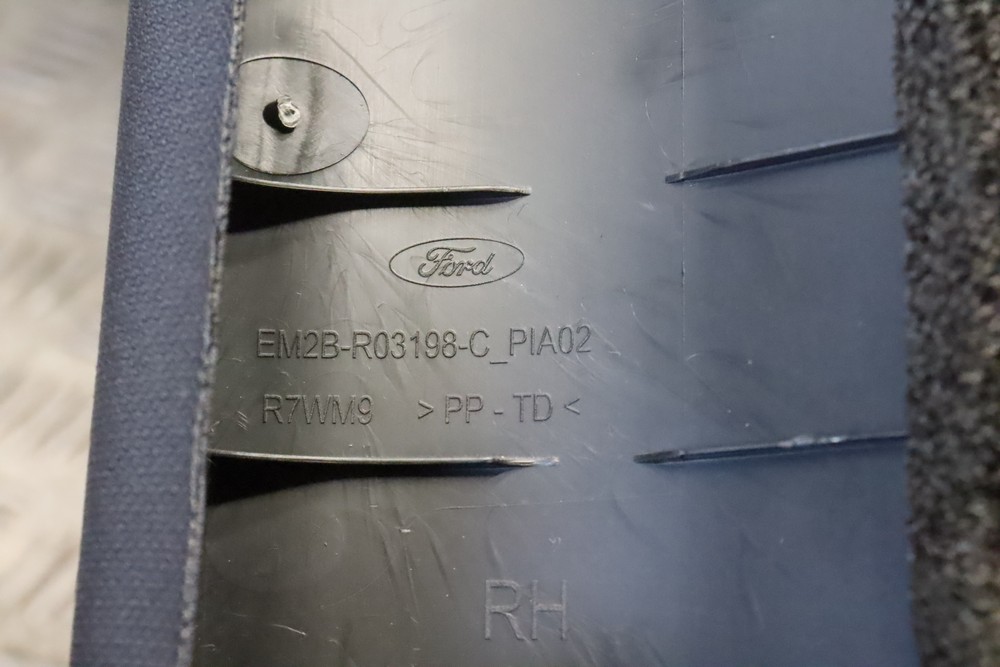 Ford
EM2B-R03198-C_PIA02
R7WM9 >PP-TD<
RH